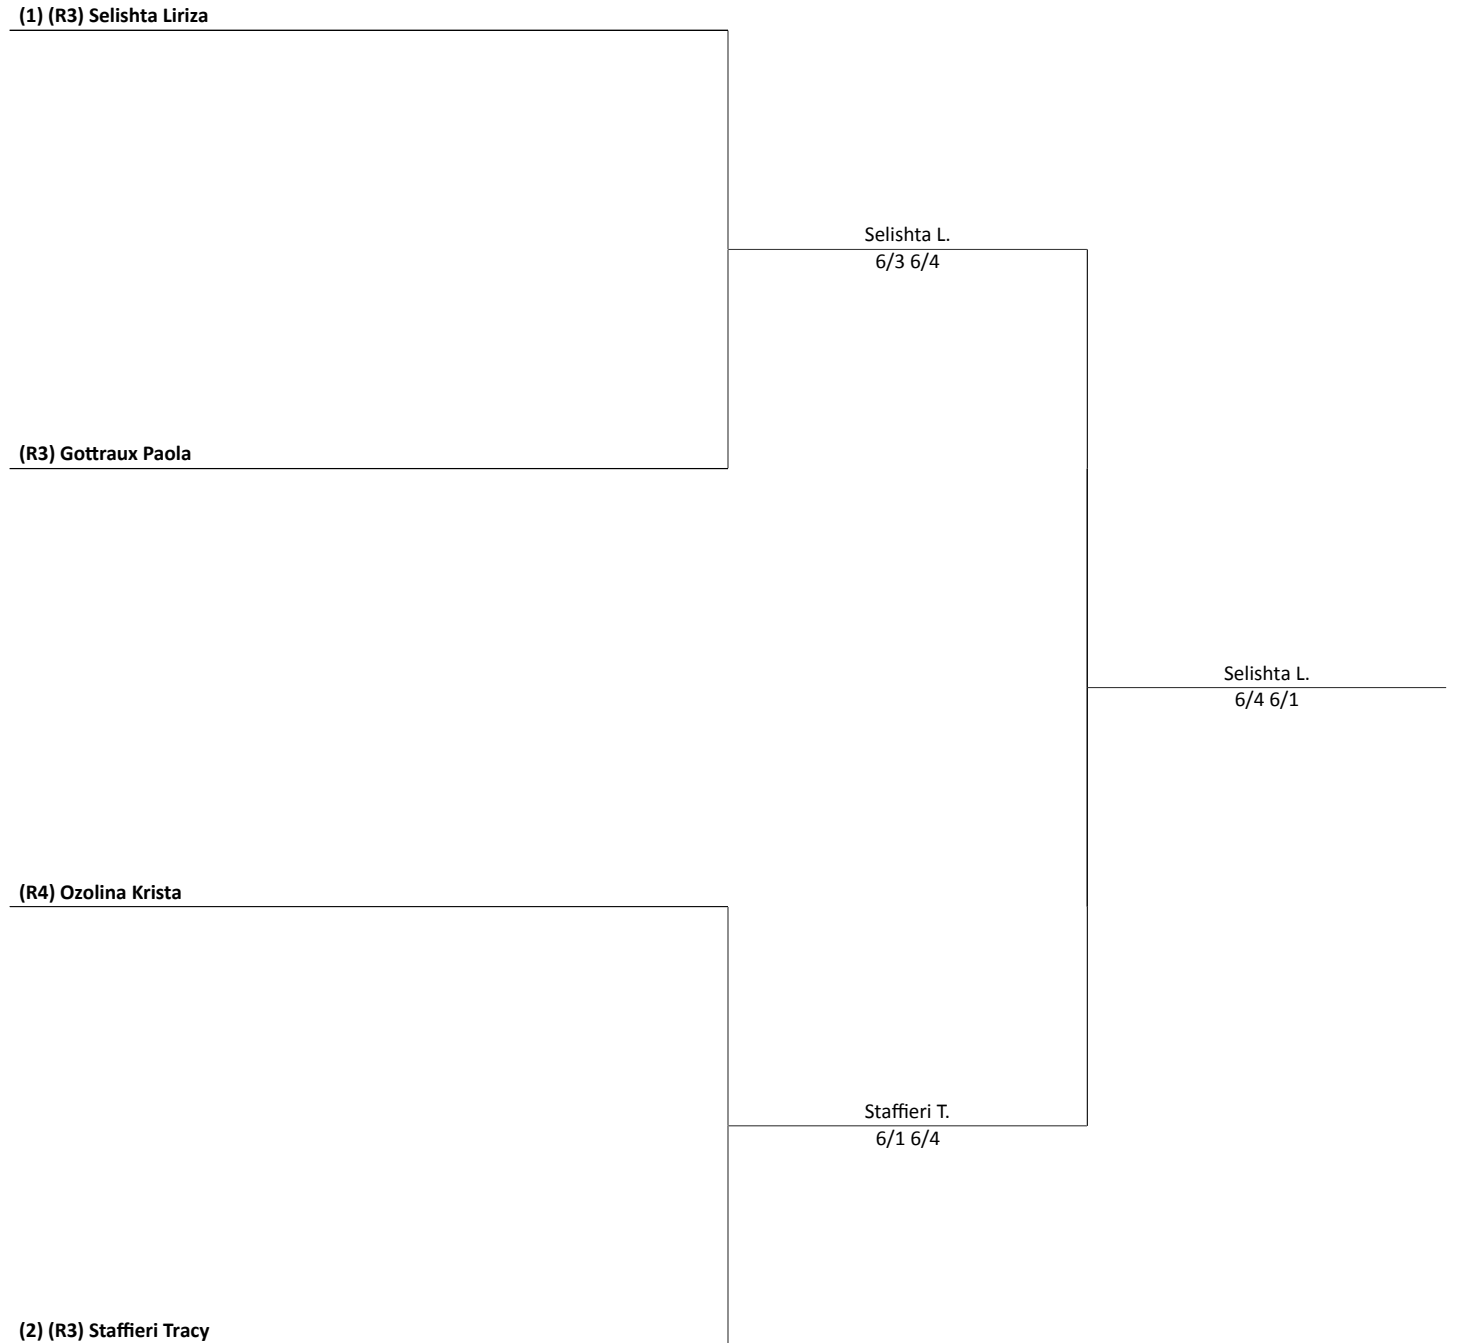 (1) (R3) Selishta Liriza
Selishta L.
6/3 6/4
(R3) Gottraux Paola
Selishta L.
6/4 6/1
(R4) Ozolina Krista
Staffieri T.
6/1 6/4
(2) (R3) Staffieri Tracy